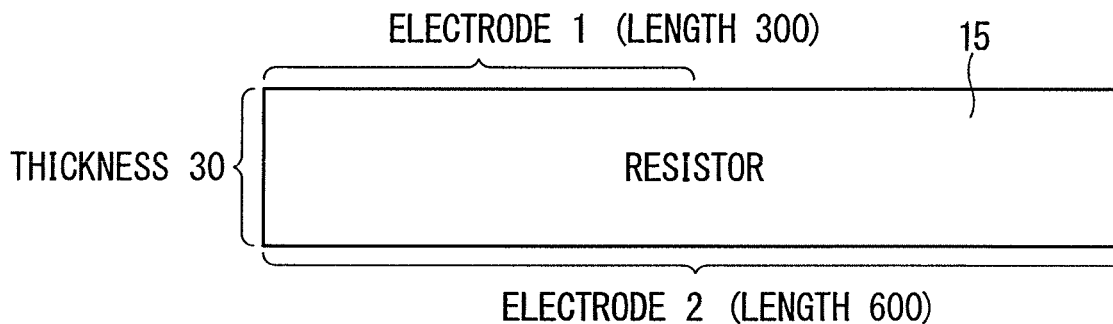 ELECTRODE 1 (LENGTH 300)
15
THICKNESS 30
RESISTOR
ELECTRODE 2 (LENGTH 600)